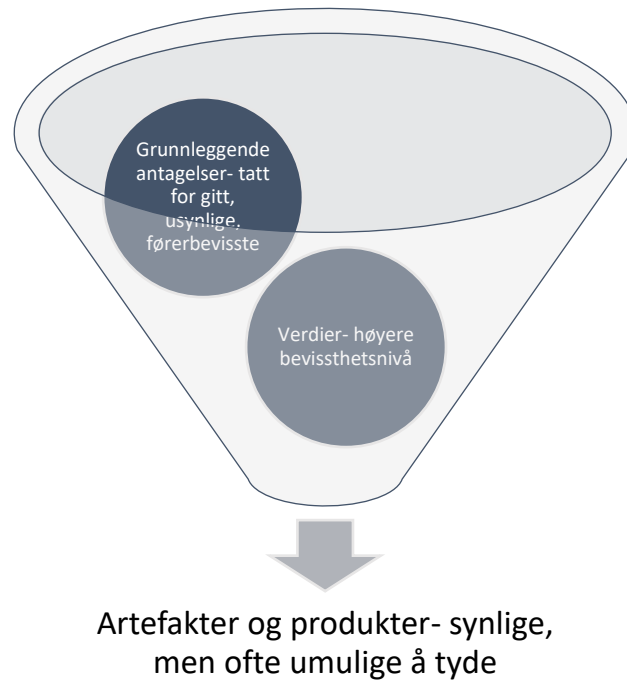 Grunnleggende
antagelser- tatt
for gitt,
usynlige,
førerbevisste
Verdier- høyere
bevissthetsnivå
Artefakter og produkter- synlige,
men ofte umulige å tyde